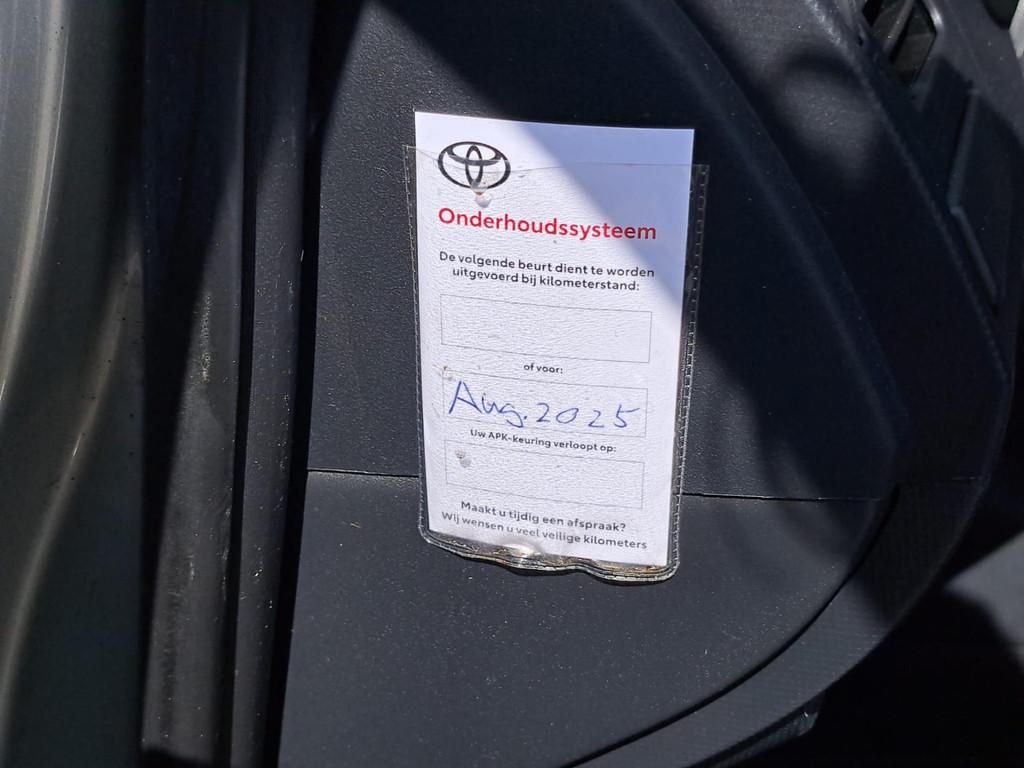 Onderhoudssysteem
De volgende beurt dient te worden
uitgevoerd bij kilometerstand:
of voor:
Aug. 2025
Uw APK-keuring verloopt op:
Maakt u tijdig een afspraak?
Wij wensen u veel veilige kilometers